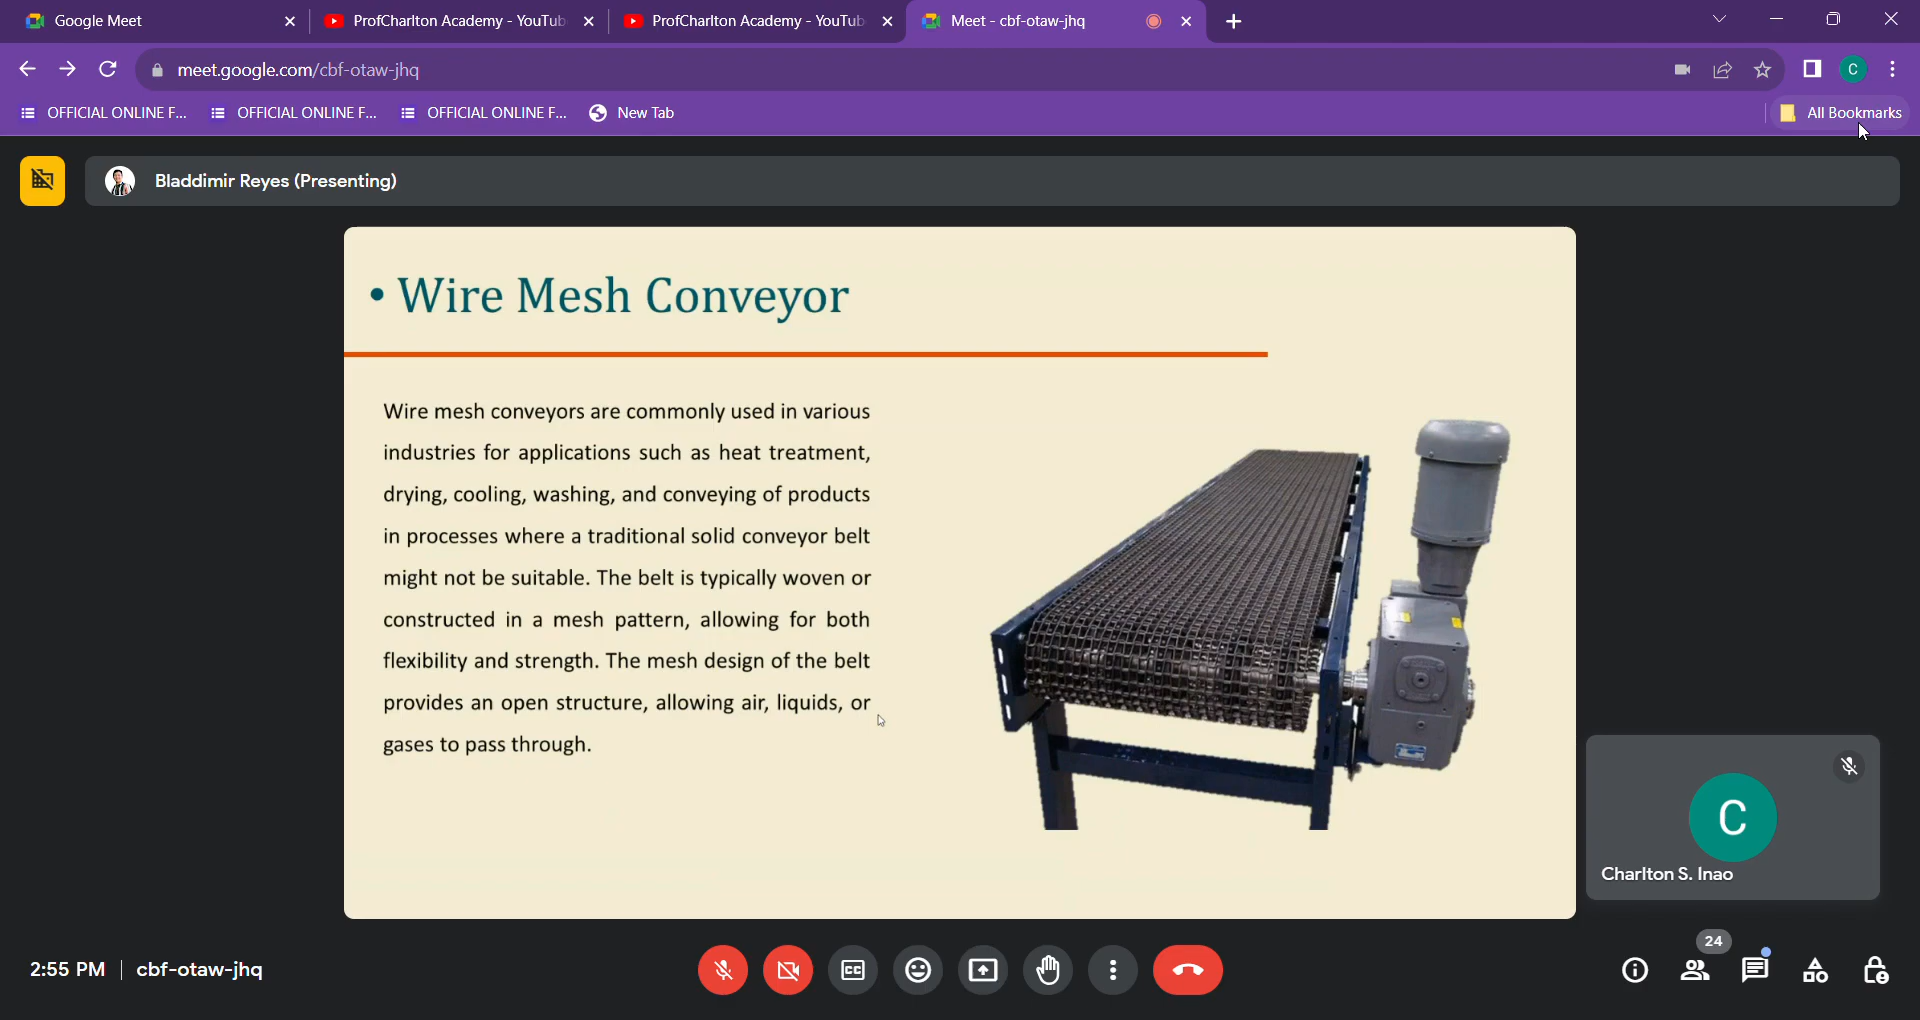 Google Meet
ProfCharlton Academy - YouTub
ProfCharlton Academy - YouTub
Meet - cbf-otaw-jhq
meet.google.com/cbf-otaw-jhq
C
OFFICIAL ONLINE F...
OFFICIAL ONLINE F...
OFFICIAL ONLINE F...
New Tab
All Bookmarks
Bladdimir Reyes (Presenting)
• Wire Mesh Conveyor
Wire mesh conveyors are commonly used in various
industries for applications such as heat treatment,
drying, cooling, washing, and conveying of products
in processes where a traditional solid conveyor belt
might not be suitable. The belt is typically woven or
constructed in a mesh pattern, allowing for both
flexibility and strength. The mesh design of the belt
provides an open structure, allowing air, liquids, or
gases to pass through.
C
Charlton S. Inao
2:55 PM | cbf-otaw-jhq
CC
24